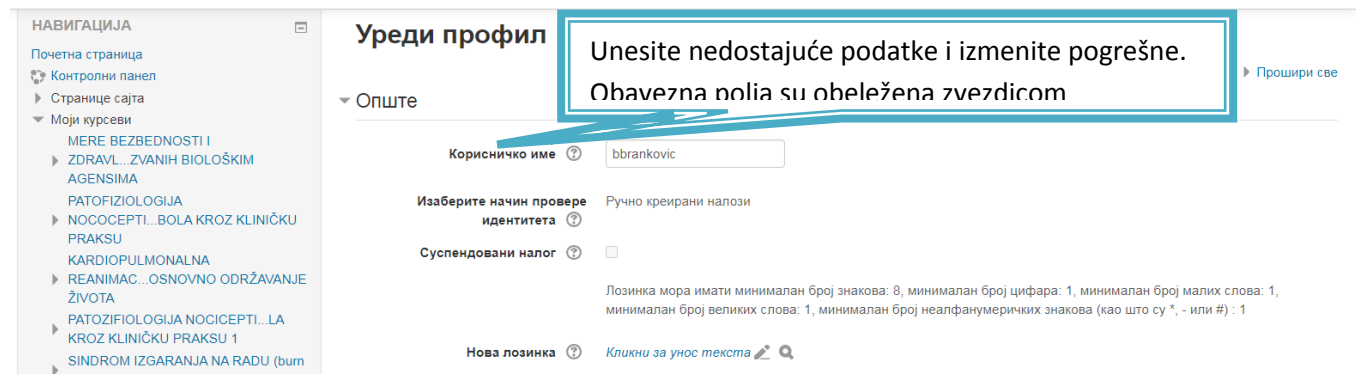 НАВИГАЦИЈА
Почетна страница
Контролни панел
Странице сајта
Моји курсеви
MERE BEZBEDNOSTI I
ZDRAVL...ZVANIH BIOLOŠKIM
AGENSIMA
PATOFIZIOLOGIJA
NOCOCEPTI...BOLA KROZ KLINIČKU
PRAKSU
KARDIOPULMONALNA
REANIMAC...OSNOVNO ODRŽAVANJE
ŽIVOTA
PATOZIFIOLOGIJA NOCICEPTI...LA
KROZ KLINIČKU PRAKSU 1
SINDROM IZGARANJA NA RADU (burn
Уреди профил
Unesite nedostajuće podatke i izmenite pogrešne.
Obavezna polja su obeležena zvezdicom
Прошири све
Опште
Корисничко име
bbrankovic
Изаберите начин провере
идентитета
Ручно креирани налози
Суспендовани налог
Лозинка мора имати минималан број знакова: 8, минималан број цифара: 1, минималан број малих слова: 1,
минималан број великих слова: 1, минималан број неалфанумеричких знакова (као што су *, - или #) : 1
Нова лозинка
Кликни за унос текста